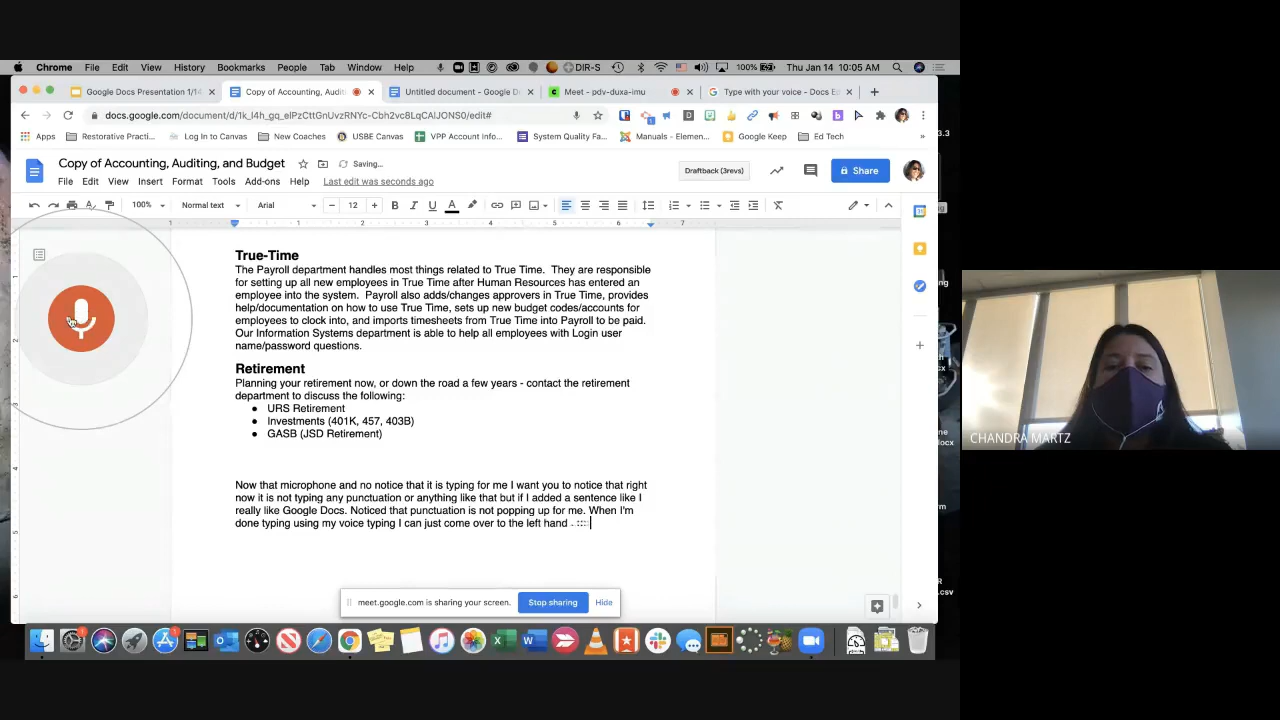 Chrome File Edit View History Bookmarks People Tab Window Help DIR-S 100% Thu Jan 14 10:05 AM
Google Docs Presentation 1/14 Copy of Accounting, Auditi Untitled document - Google D Meet – pdv-duxa-imu Type with your voice - Docs Ed
docs.google.com/document/d/1k_l4h_gq_elPzCttGnUvzRNYc-Cbh2vc8LqCAlJONS0/edit#
Apps Restorative Practi... Log In to Canvas New Coaches USBE Canvas VPP Account Info... System Quality Fa... Manuals - Elemen... Google Keep Ed Tech »
Copy of Accounting, Auditing, and Budget Saving...
Draftback (3revs) Share
File Edit View Insert Format Tools Add-ons Help Last edit was seconds ago
100% Normal text Arial 12 B I U A
1 1 2 3 4 5 6 7
True-Time
The Payroll department handles most things related to True Time. They are responsible
for setting up all new employees in True Time after Human Resources has entered an
employee into the system. Payroll also adds/changes approvers in True Time, provides
help/documentation on how to use True Time, sets up new budget codes/accounts for
employees to clock into, and imports timesheets from True Time into Payroll to be paid.
Our Information Systems department is able to help all employees with Login user
name/password questions.
Retirement
Planning your retirement now, or down the road a few years - contact the retirement
department to discuss the following:
● URS Retirement
● Investments (401K, 457, 403B)
● GASB (JSD Retirement)
Now that microphone and no notice that it is typing for me I want you to notice that right
now it is not typing any punctuation or anything like that but if I added a sentence like I
really like Google Docs. Noticed that punctuation is not popping up for me. When I'm
done typing using my voice typing I can just come over to the left hand
meet.google.com is sharing your screen. Stop sharing Hide
CHANDRA MARTZ